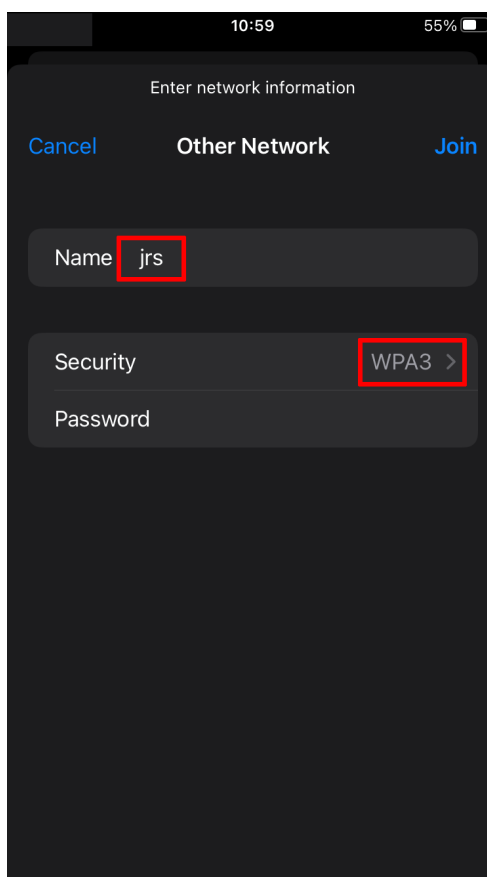 10:59 55%
Enter network information
Cancel Other Network Join
Name jrs
Security WPA3 >
Password